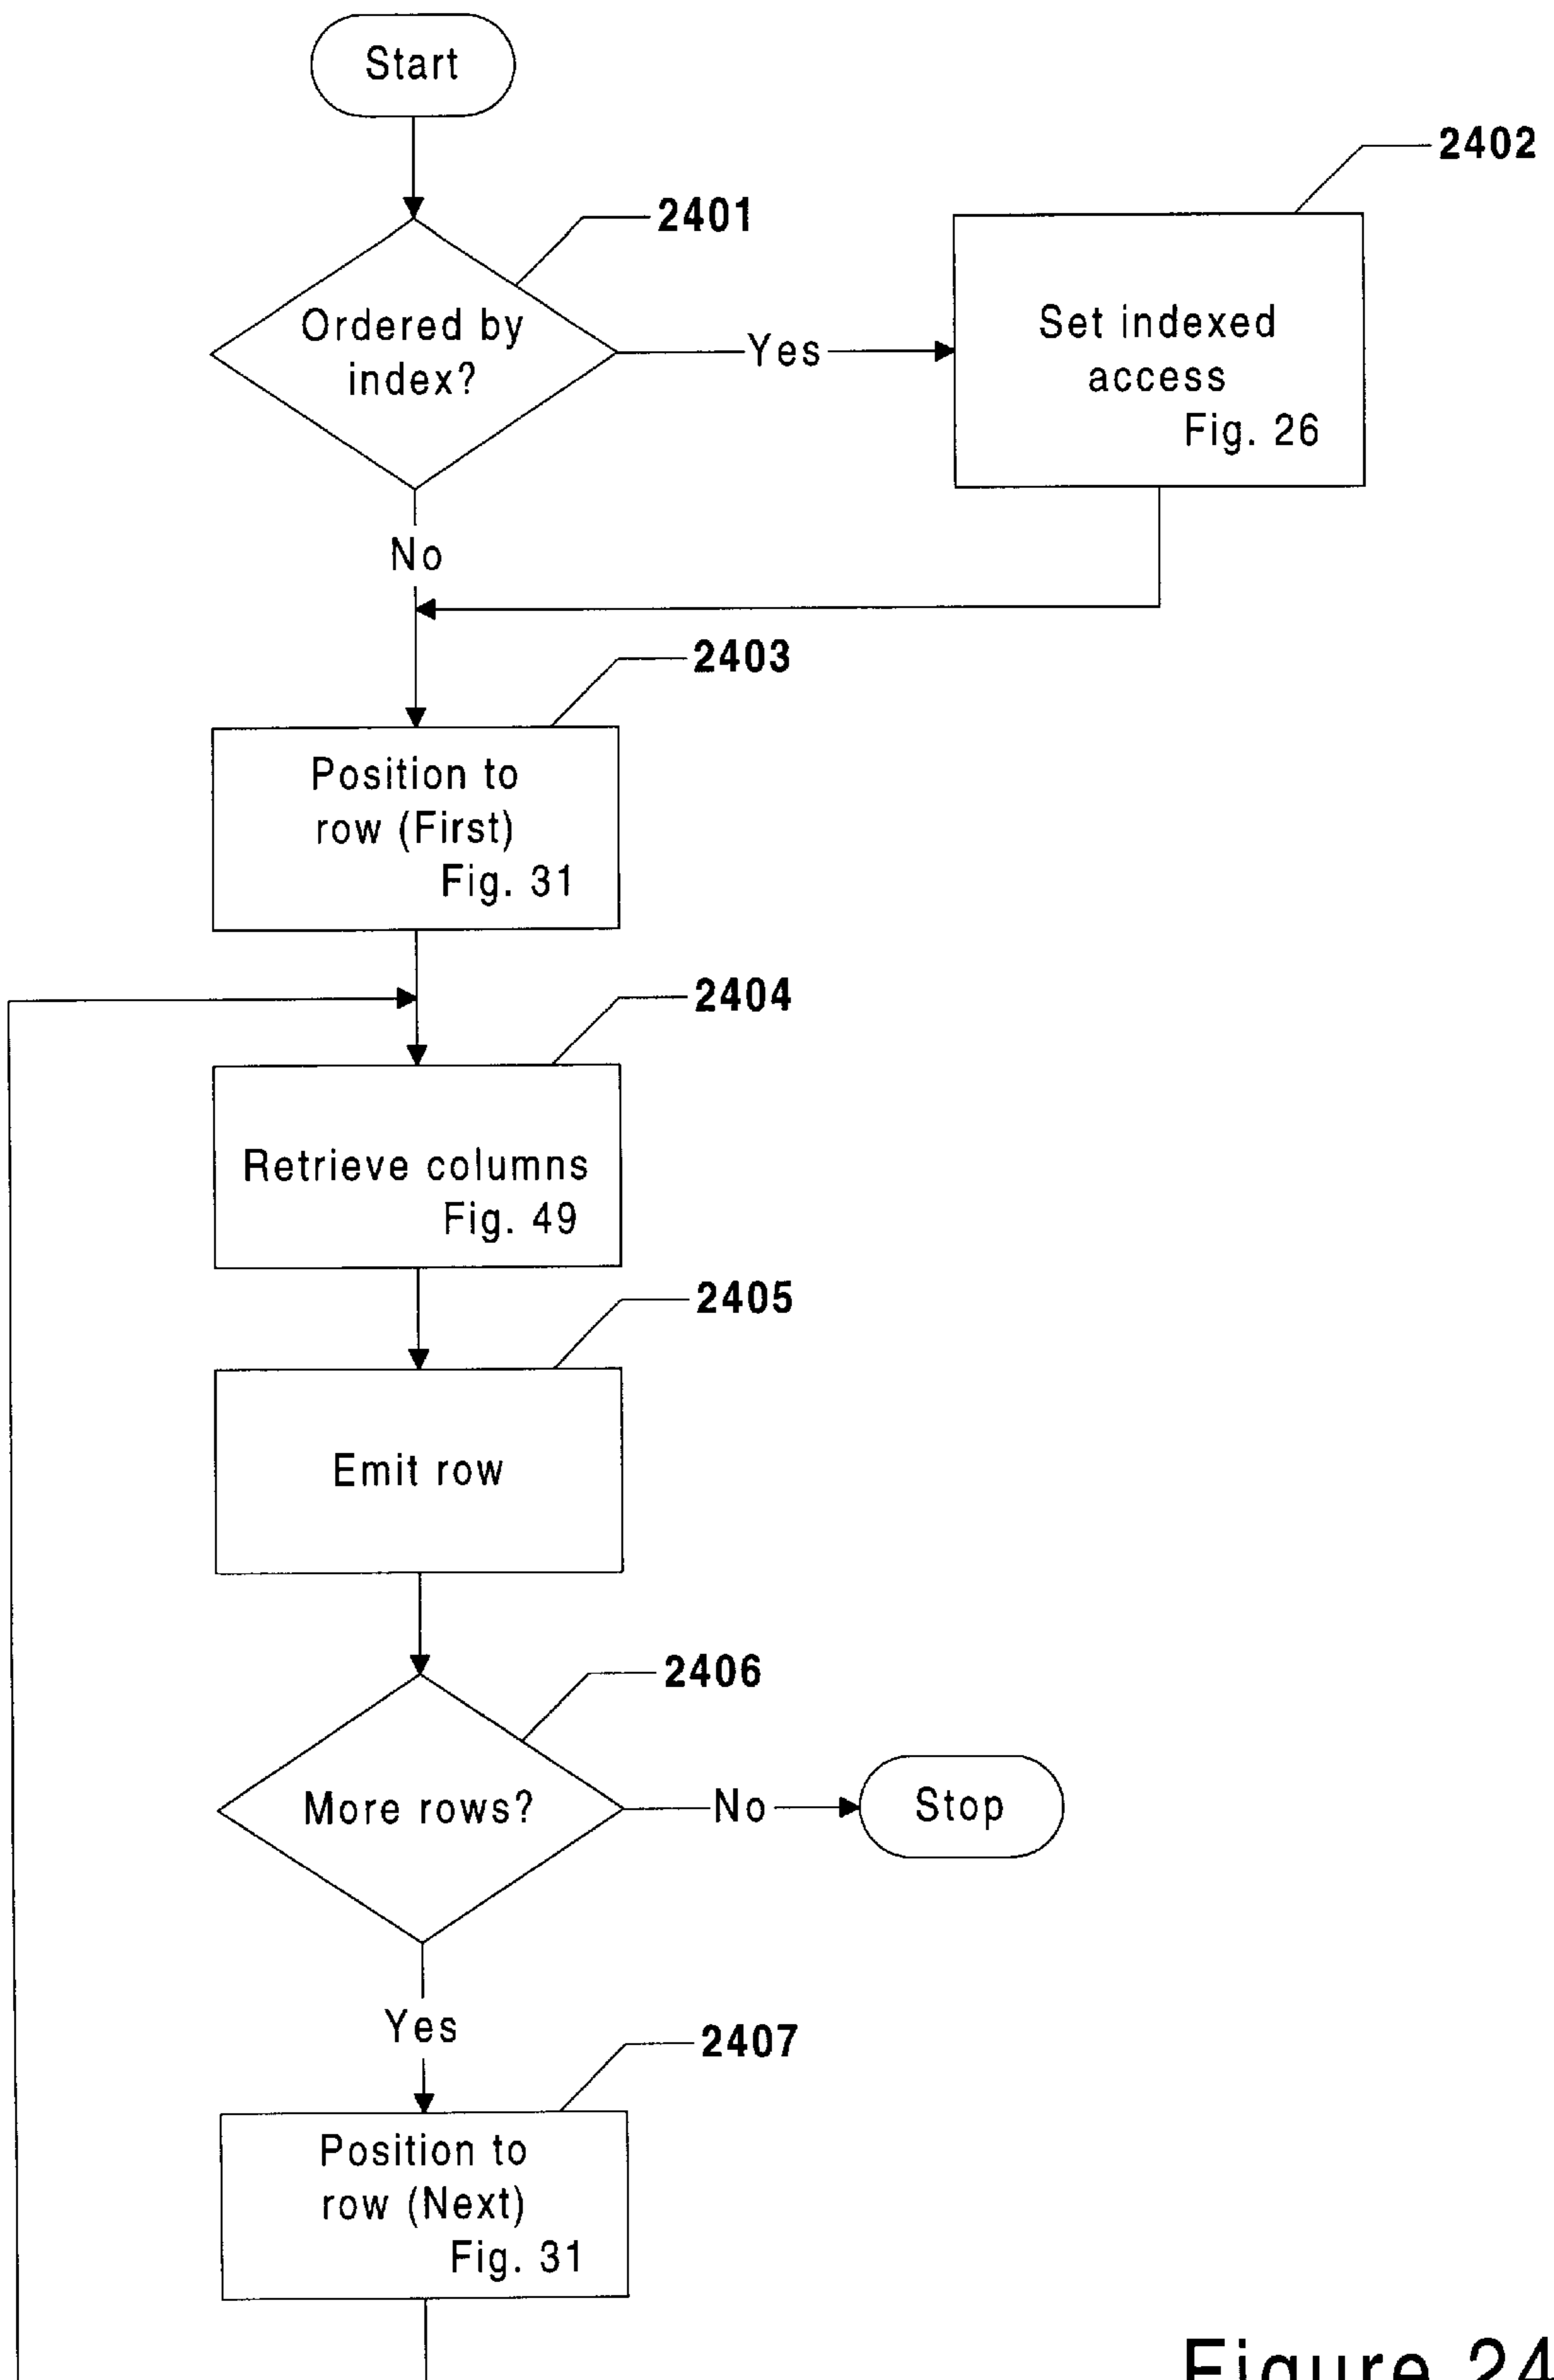 Start
2401
2402
Ordered by
index?
Yes
Set indexed
access
Fig. 26
No
2403
Position to
row (First)
Fig. 31
2404
Retrieve columns
Fig. 49
2405
Emit row
2406
More rows?
No
Stop
Yes
2407
Position to
row (Next)
Fig. 31
Figure 24